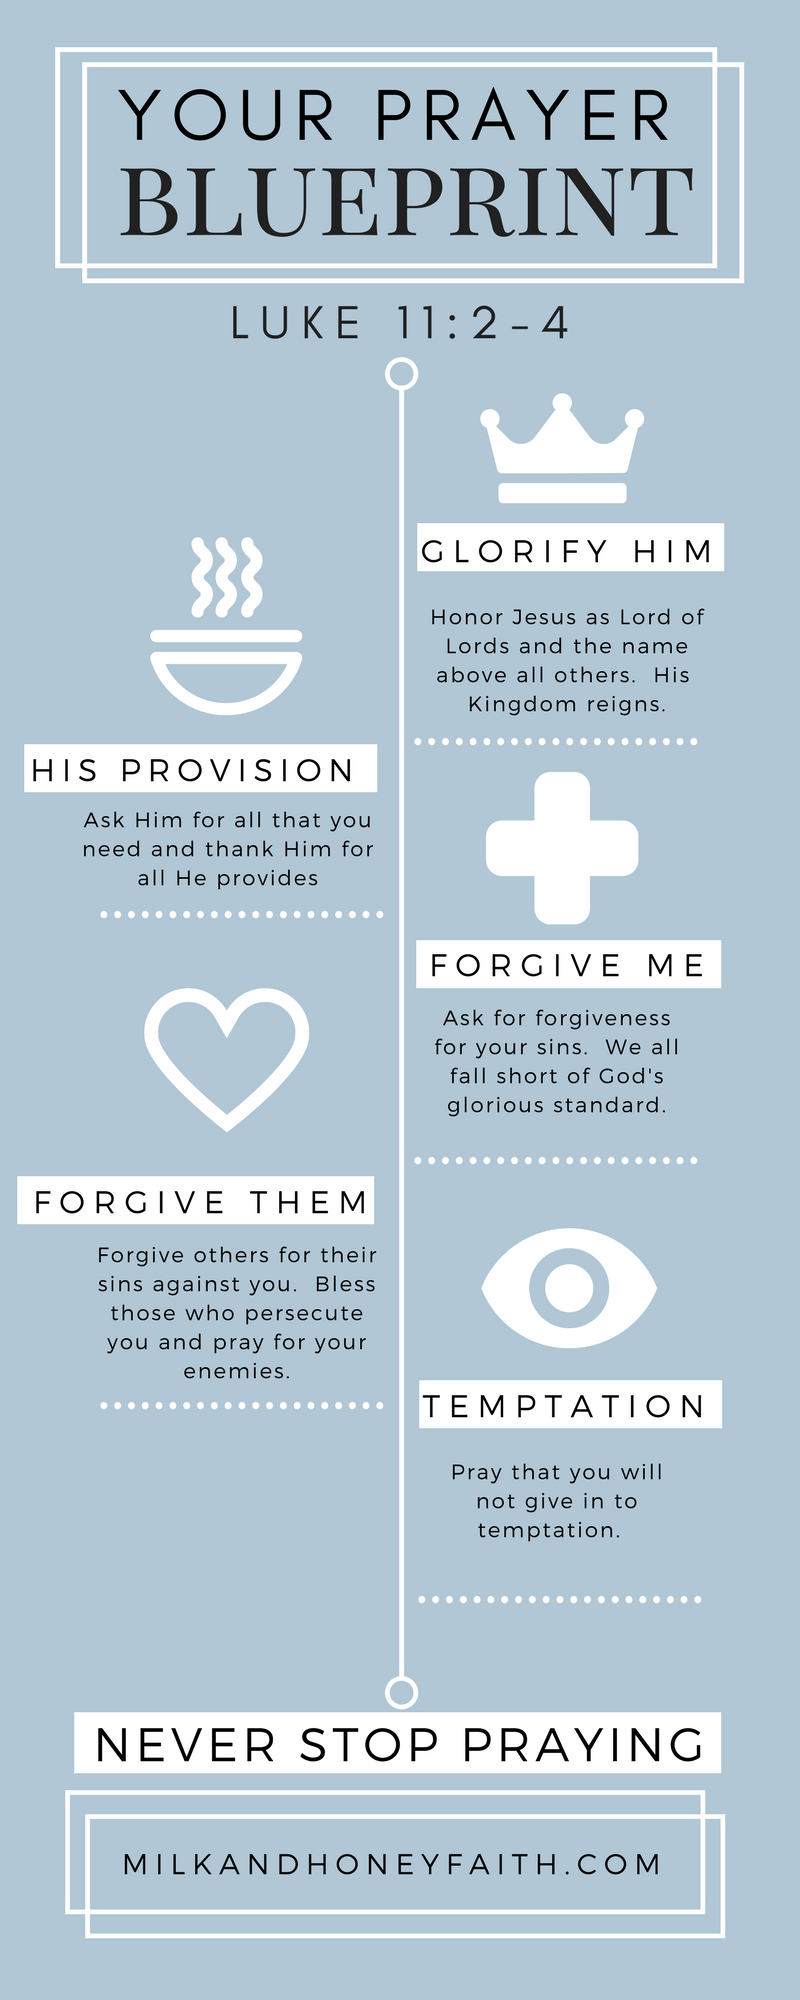 YOUR PRAYER
BLUEPRINT
LUKE 11:2-4
GLORIFY HIM
Honor Jesus as Lord of
Lords and the name
above all others. His
Kingdom reigns.
HIS PROVISION
Ask Him for all that you
need and thank Him for
all He provides
FORGIVE ME
Ask for forgiveness
for your sins. We all
fall short of God's
glorious standard.
FORGIVE THEM
Forgive others for their
sins against you. Bless
those who persecute
you and pray for your
enemies.
TEMPTATION
Pray that you will
not give in to
temptation.
NEVER STOP PRAYING
MILKANDHONEYFAITH.COM